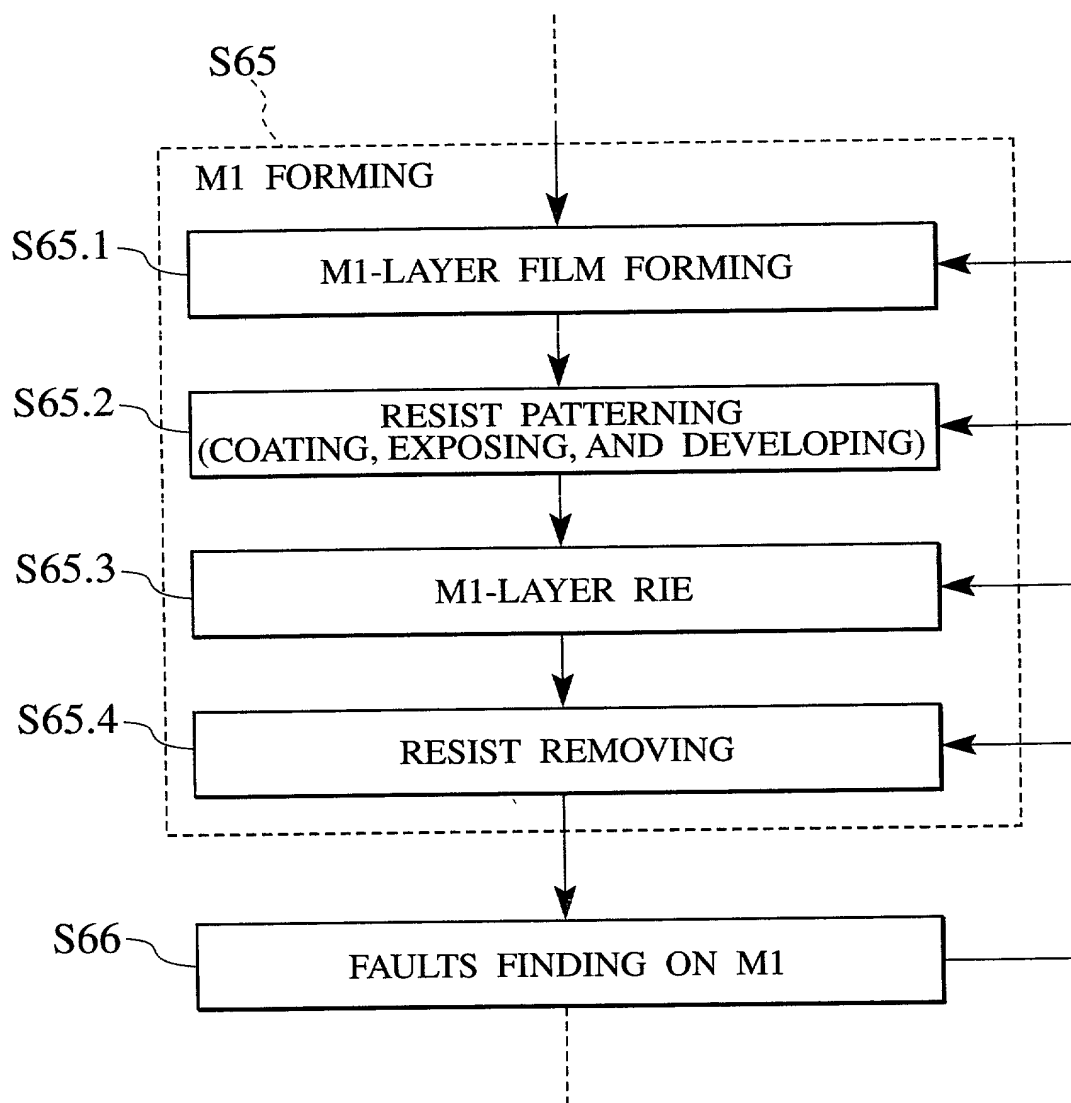 S65
M1 FORMING
S65.1
M1-LAYER FILM FORMING
S65.2
RESIST PATTERNING
(COATING, EXPOSING, AND DEVELOPING)
S65.3
M1-LAYER RIE
S65.4
RESIST REMOVING
S66
FAULTS FINDING ON M1